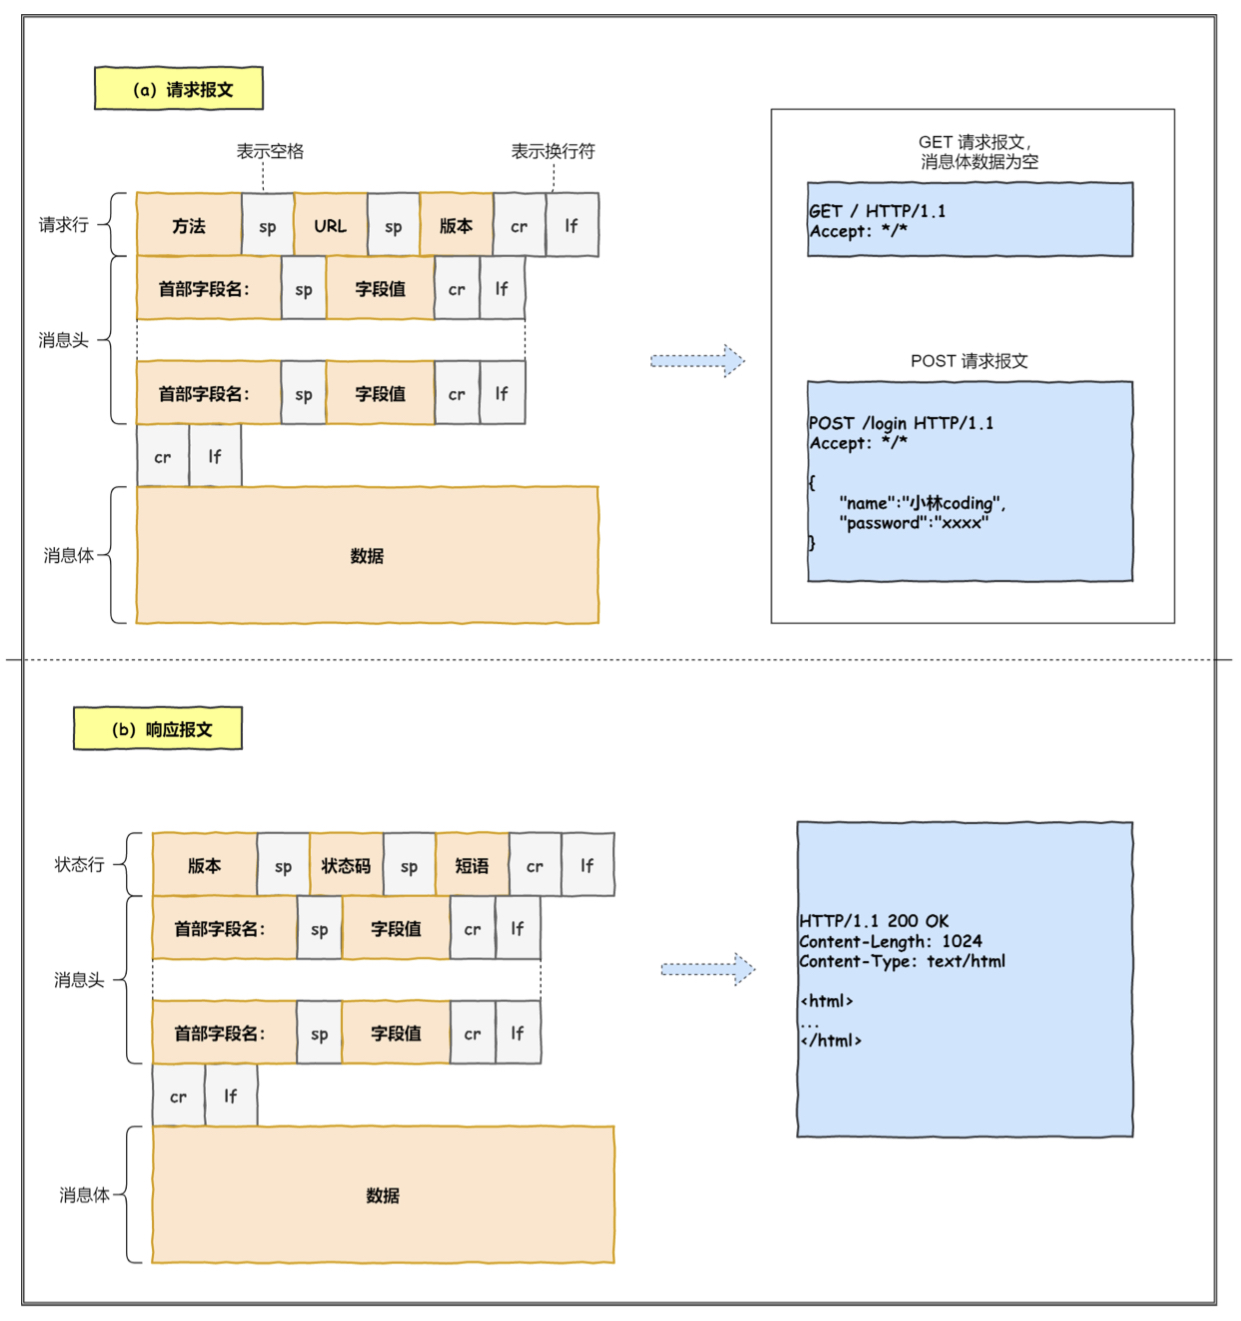 (a) 请求报文
表示空格
表示换行符
请求行
方法 sp URL sp 版本 cr lf
消息头
首部字段名: sp 字段值 cr lf
首部字段名: sp 字段值 cr lf
cr lf
消息体
数据
GET 请求报文,
消息体数据为空
GET / HTTP/1.1
Accept: */*
POST 请求报文
POST /login HTTP/1.1
Accept: */*
{
"name":"小林coding",
"password":"xxxx"
}
(b) 响应报文
状态行
版本 sp 状态码 sp 短语 cr lf
消息头
首部字段名: sp 字段值 cr lf
首部字段名: sp 字段值 cr lf
cr lf
消息体
数据
HTTP/1.1 200 OK
Content-Length: 1024
Content-Type: text/html
<html>
...
</html>